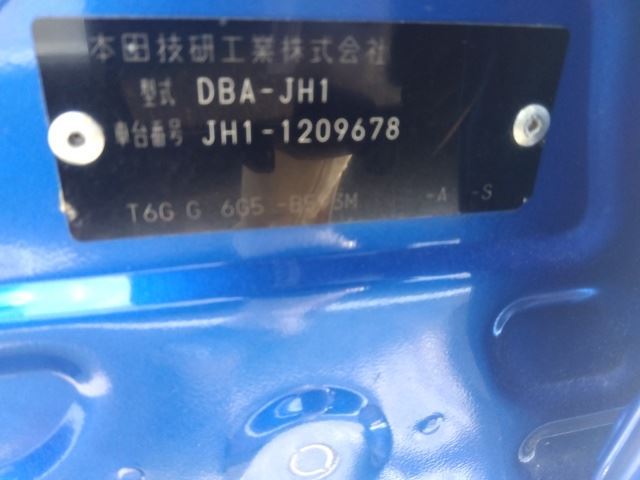 本田技研工業株式会社
型式 DBA-JH1
車台番号 JH1-1209678
T6G G 6G5 -A -S